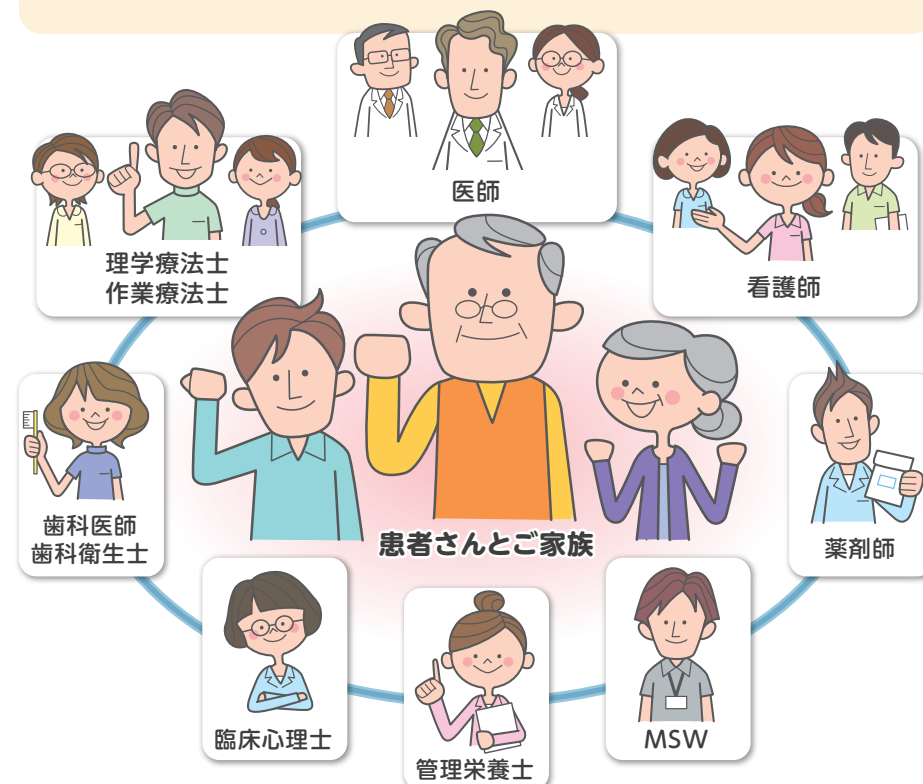 医師
理学療法士
作業療法士
看護師
歯科医師
歯科衛生士
患者さんとご家族
薬剤師
臨床心理士
管理栄養士
MSW